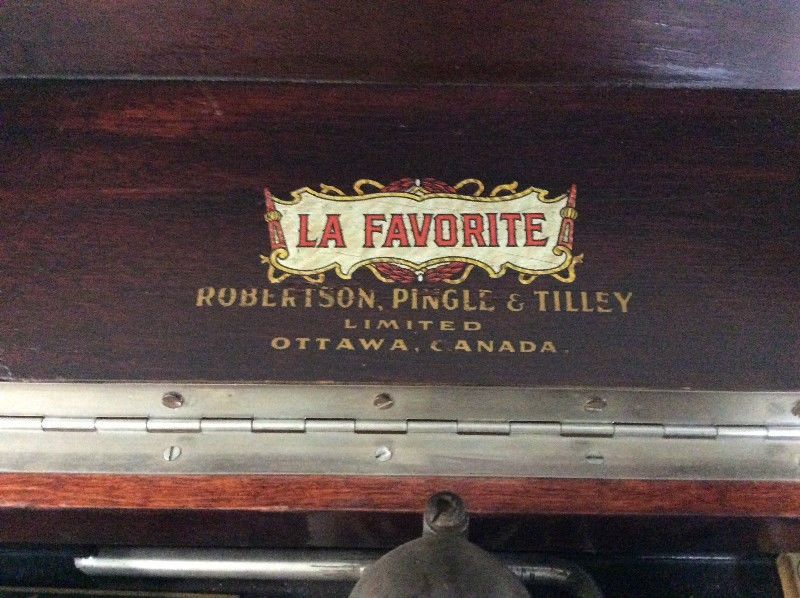 LA FAVORITE
ROBERTSON, PINGLE & TILLEY
LIMITED
OTTAWA, CANADA.